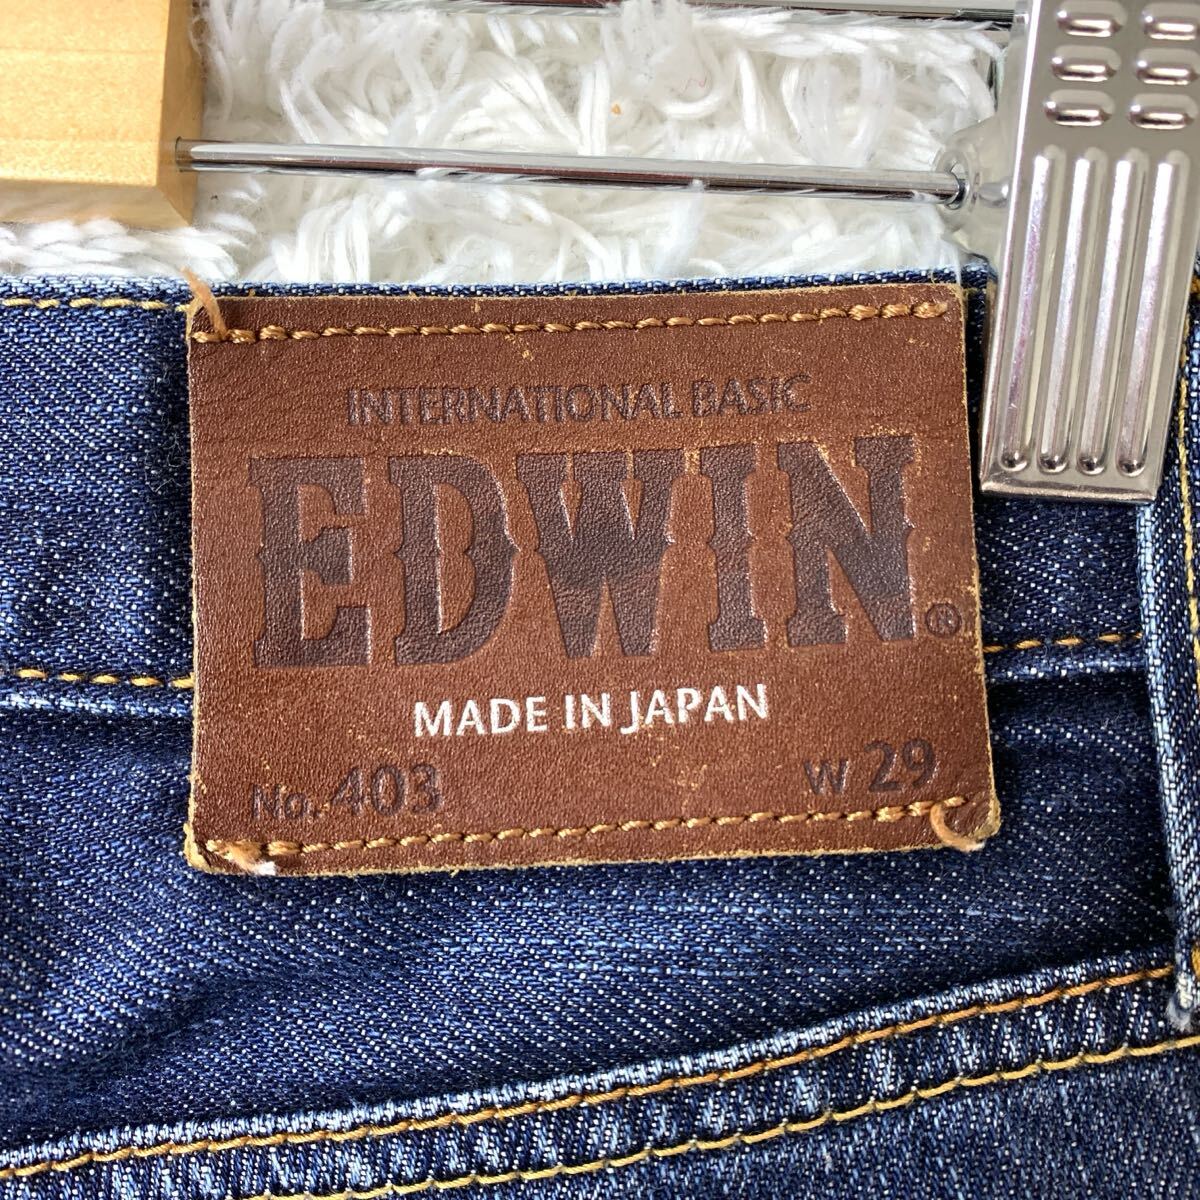 INTERNATIONAL BASIC
EDWIN®
MADE IN JAPAN
No. 403 W 29